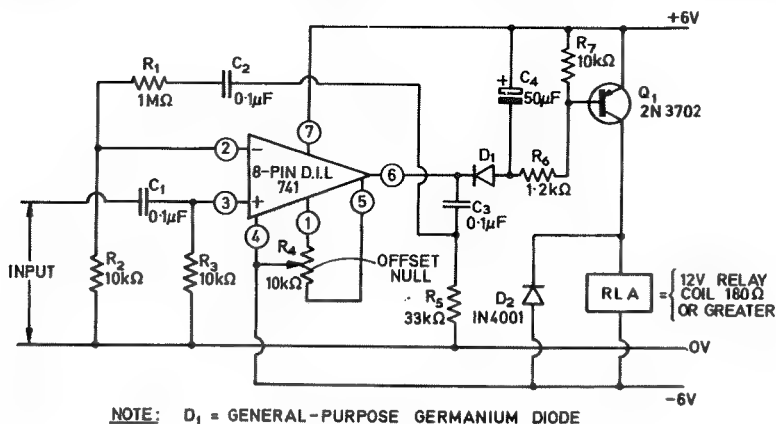 +6V
R7
10kΩ
R1
1MΩ
C2
0·1µF
C4
+
50µF
Q1
2N 3702
7
2
−
8-PIN D.I.L
741
6
D1
R6
1·2kΩ
C1
0·1µF
3
+
5
C3
0·1µF
4
1
INPUT
R2
10kΩ
R3
10kΩ
R4
10kΩ
OFFSET
NULL
R5
33kΩ
D2
IN4001
RLA
=
12V RELAY
COIL 180Ω
OR GREATER
0V
-6V
NOTE: D1 = GENERAL-PURPOSE GERMANIUM DIODE